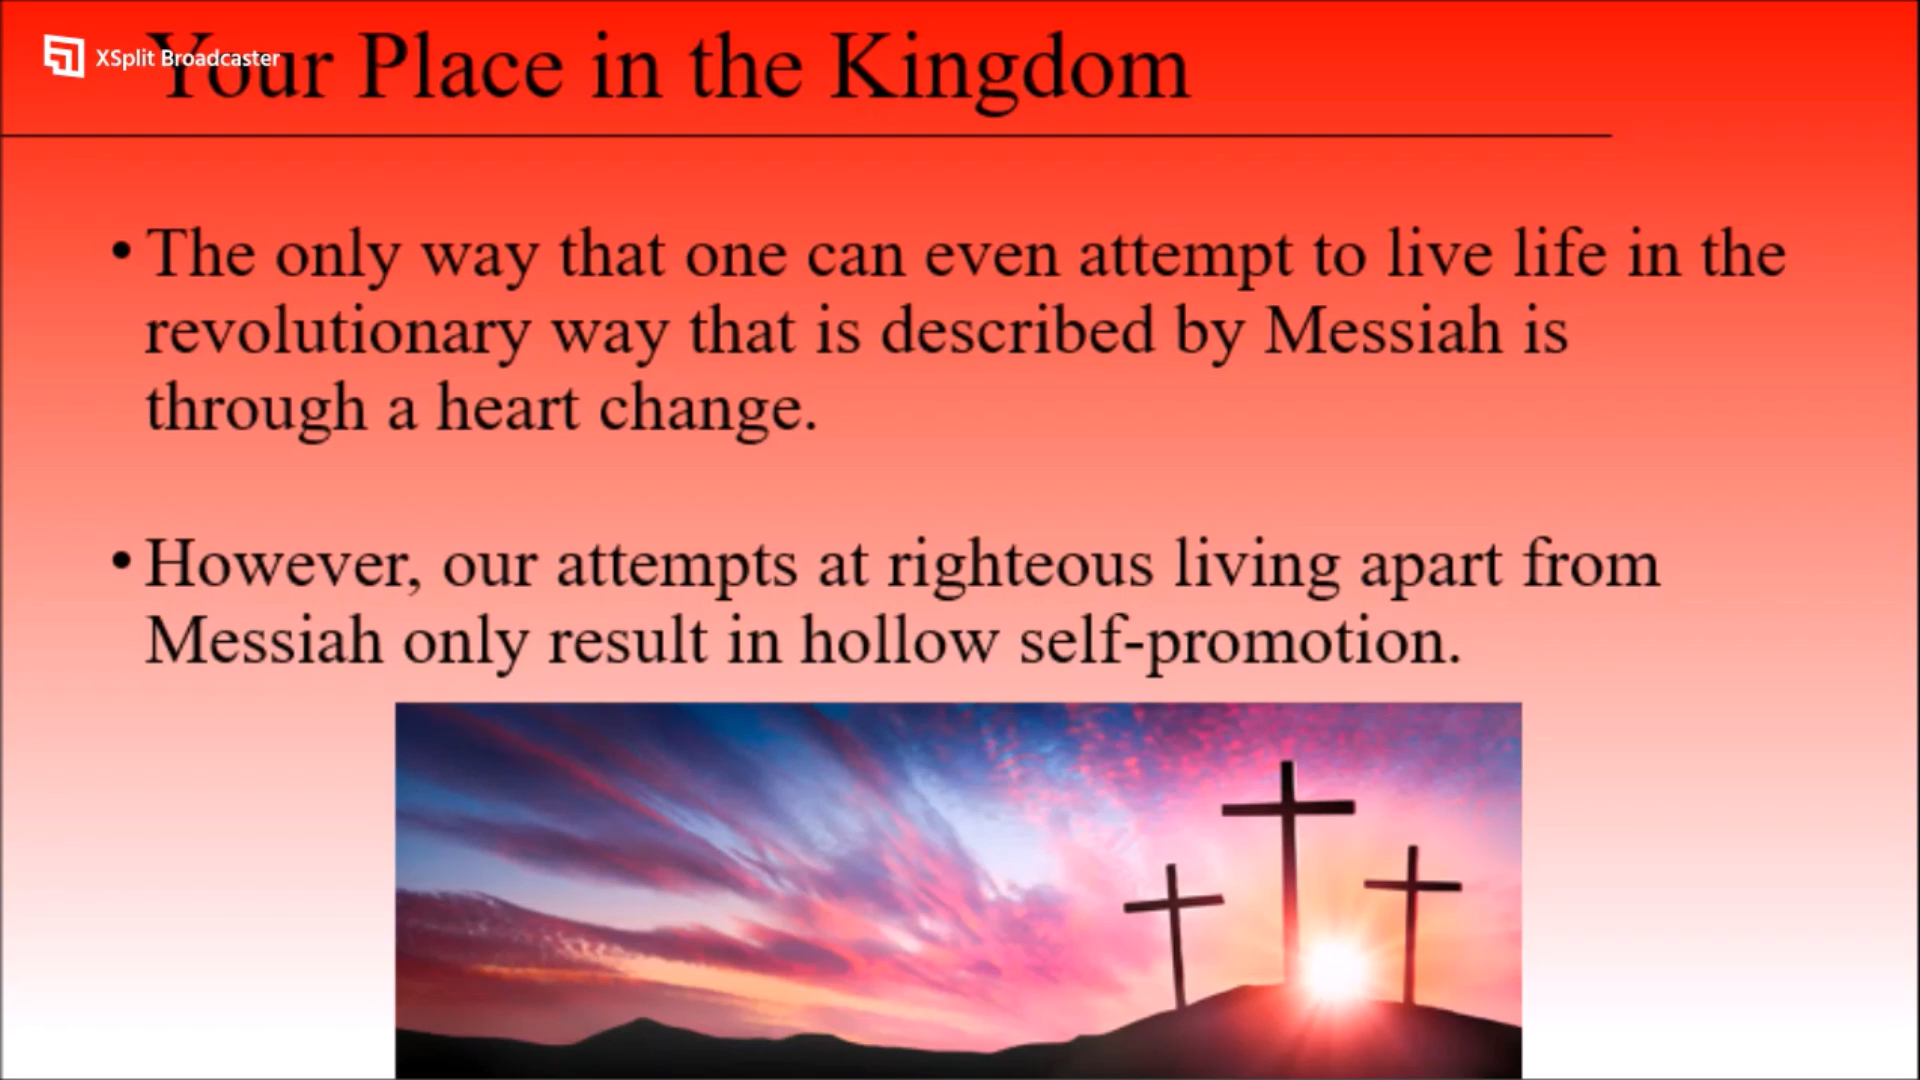 XSplit Broadcaster
Your Place in the Kingdom
• The only way that one can even attempt to live life in the
revolutionary way that is described by Messiah is
through a heart change.
• However, our attempts at righteous living apart from
Messiah only result in hollow self-promotion.